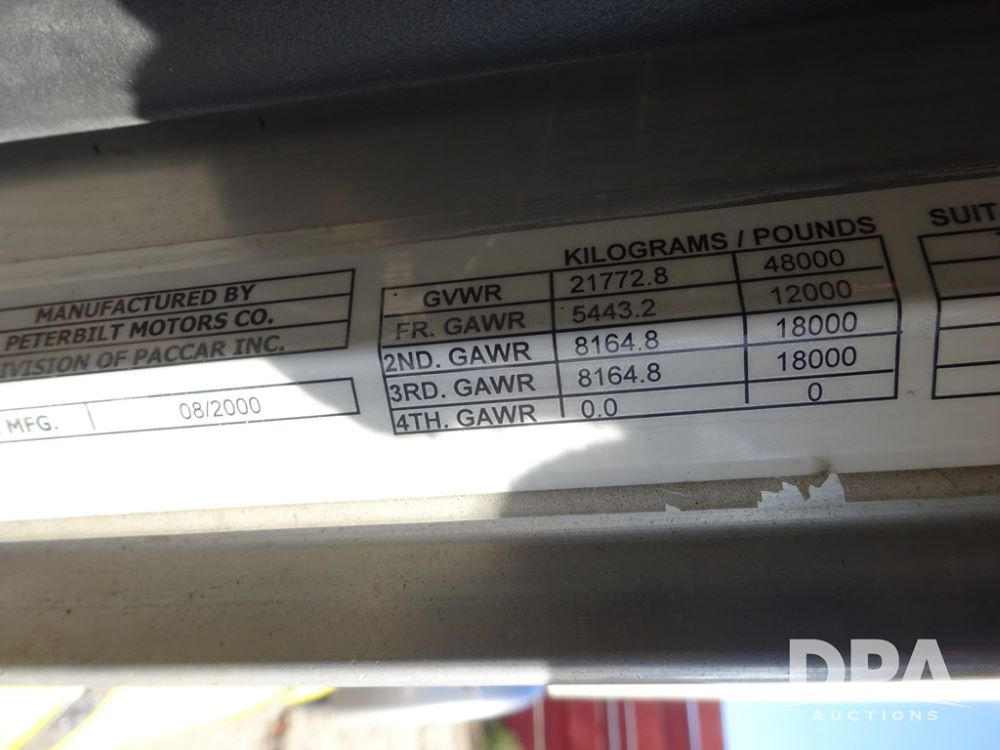 MANUFACTURED BY
PETERBILT MOTORS CO.
DIVISION OF PACCAR INC.
MFG. 08/2000
KILOGRAMS / POUNDS
GVWR 21772.8 48000
FR. GAWR 5443.2 12000
2ND. GAWR 8164.8 18000
3RD. GAWR 8164.8 18000
4TH. GAWR 0.0 0
SUIT
DPA
AUCTIONS